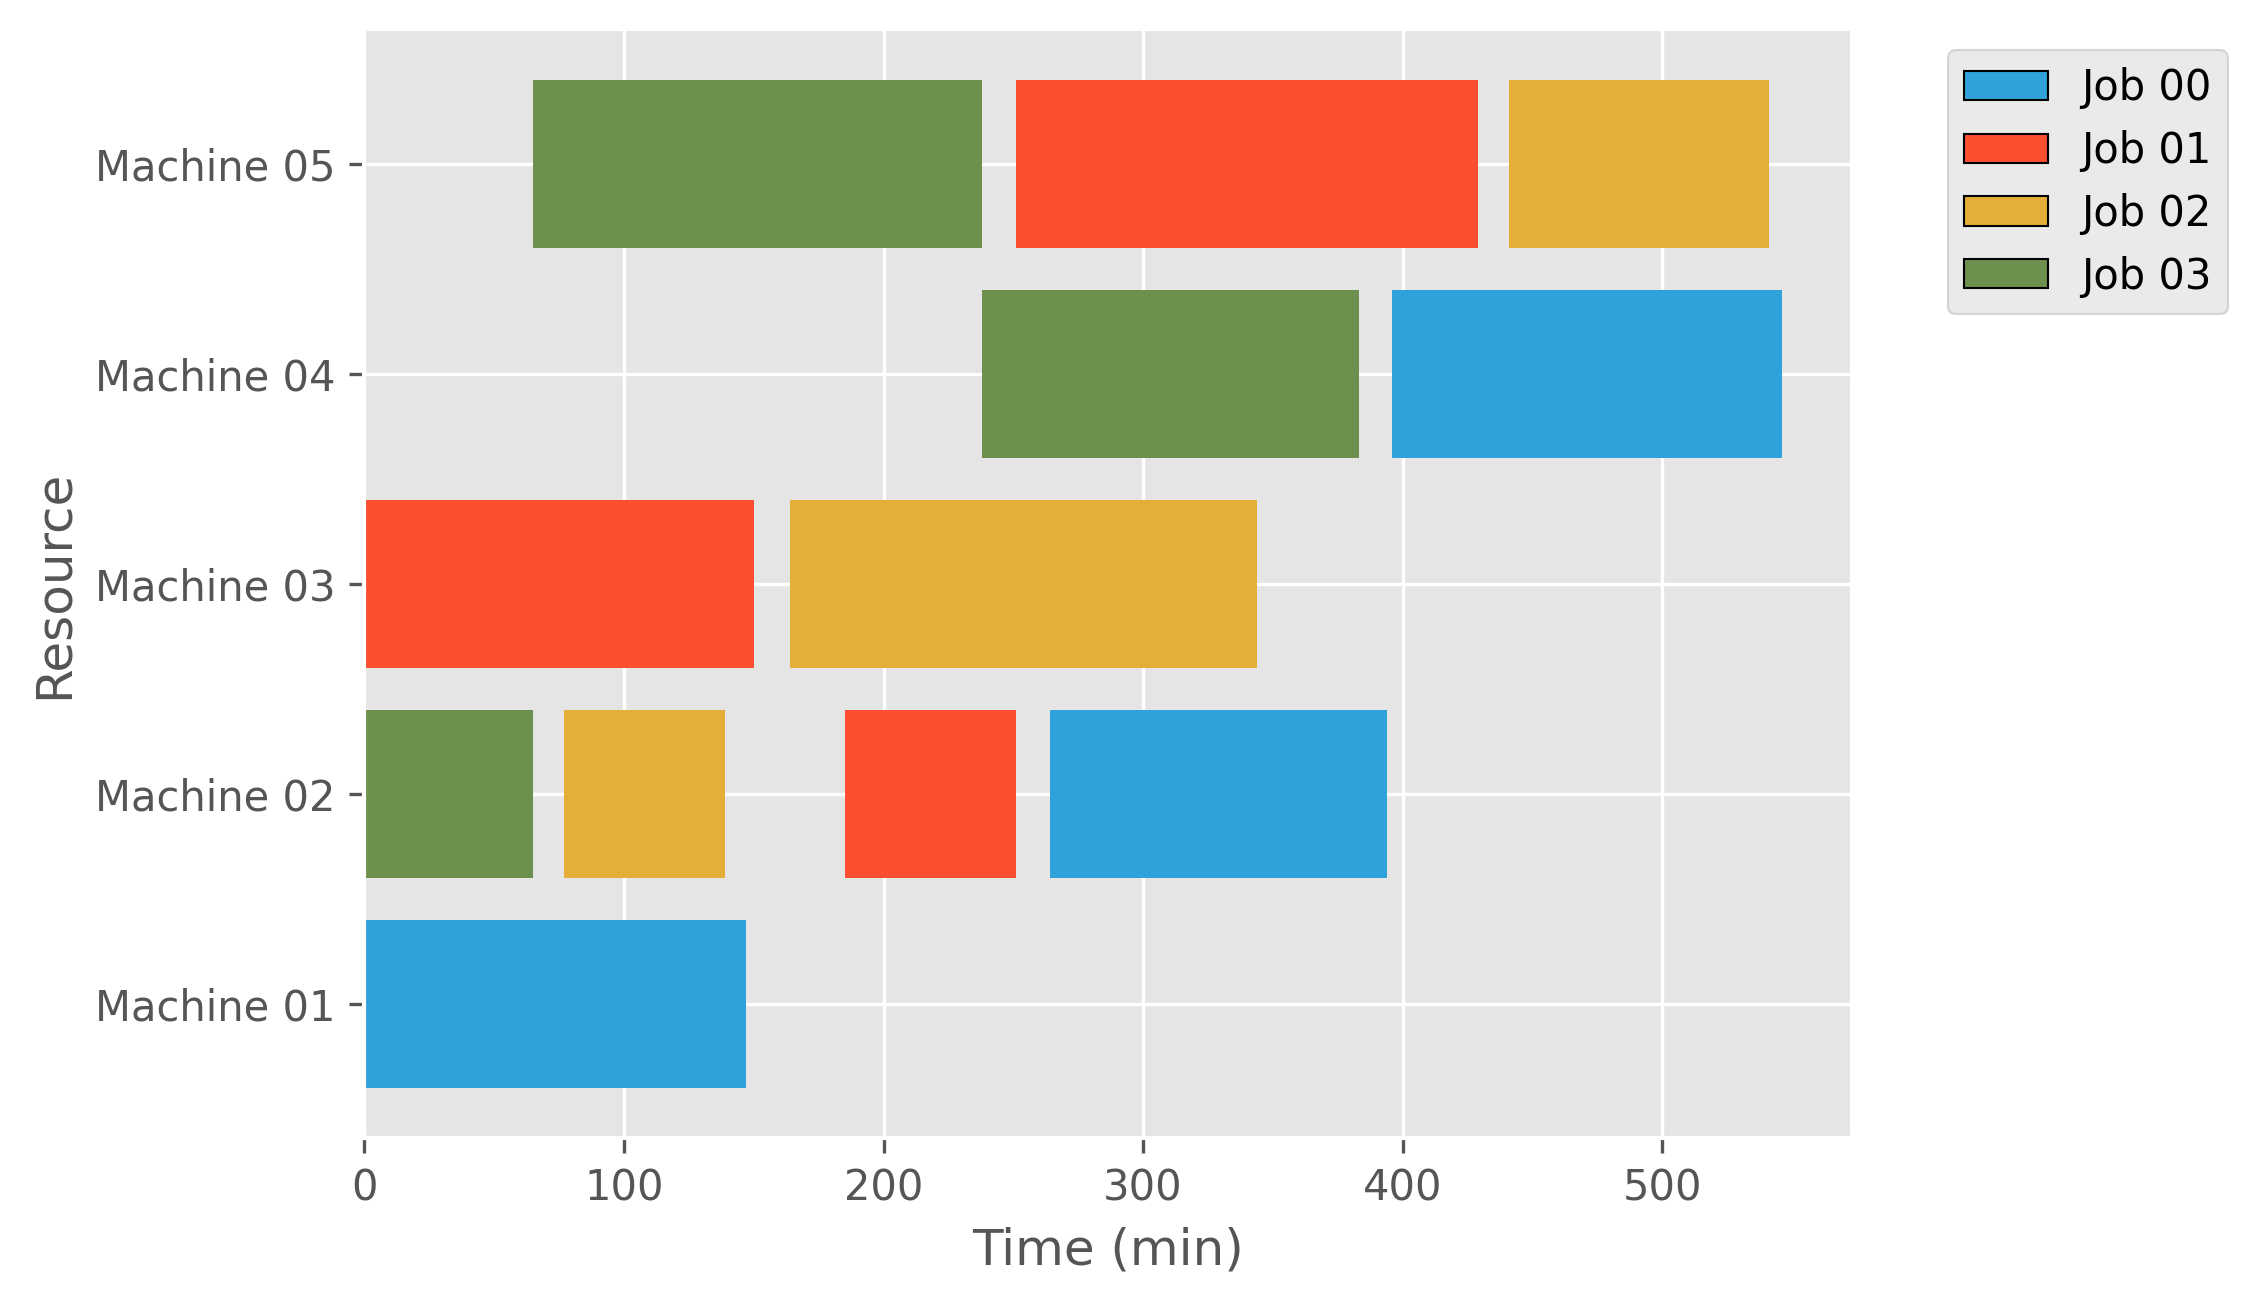 Machine 05
Machine 04
Machine 03
Machine 02
Machine 01
Resource
0
100
200
300
400
500
Time (min)
Job 00
Job 01
Job 02
Job 03